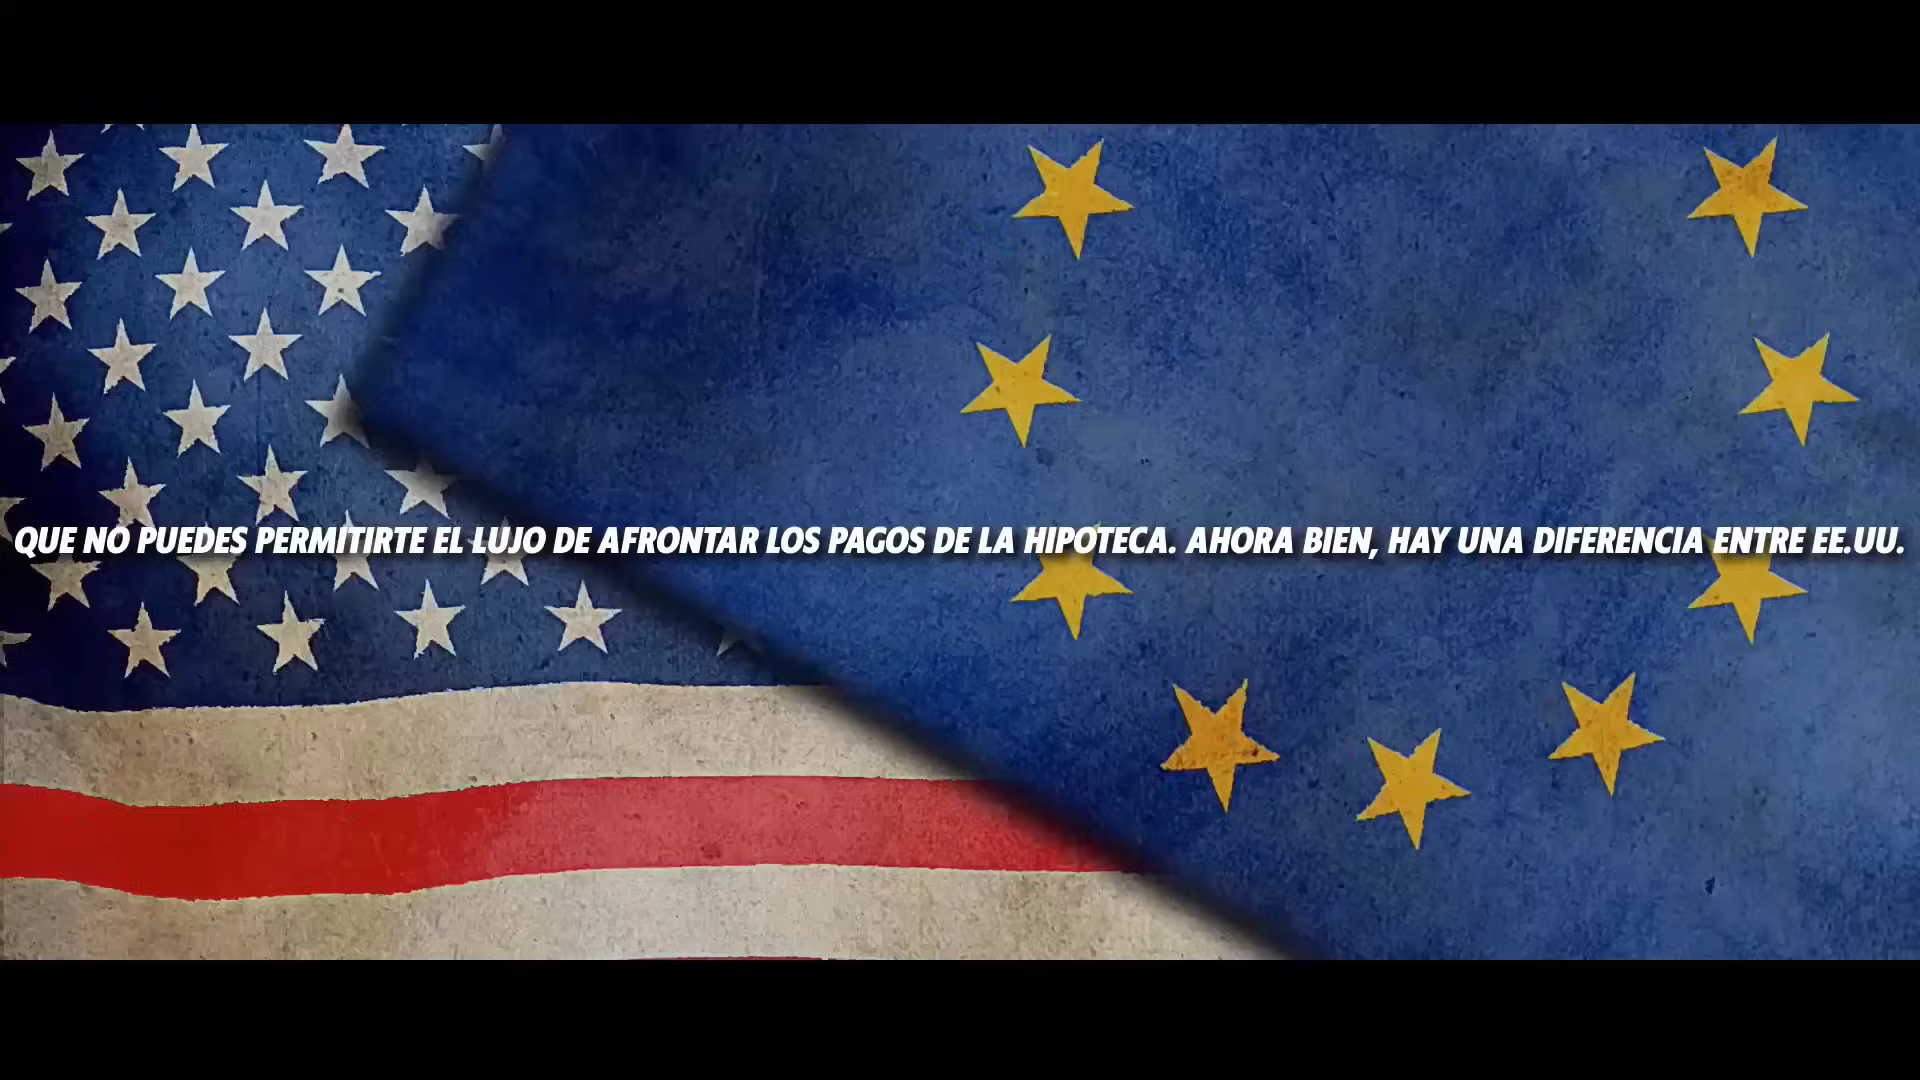 QUE NO PUEDES PERMITIRTE EL LUJO DE AFRONTAR LOS PAGOS DE LA HIPOTECA. AHORA BIEN, HAY UNA DIFERENCIA ENTRE EE.UU.